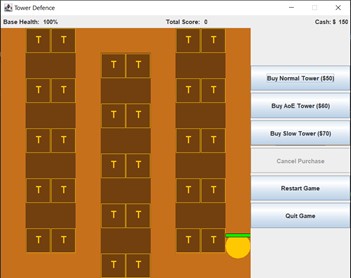 Tower Defence
Base Health: 100% Total Score: 0 Cash: $ 150
T T T T
T T
T T T T
T T
T T T T
T T
T T T T
T T
T T T T
T T
Buy Normal Tower ($50)
Buy AoE Tower ($60)
Buy Slow Tower ($70)
Cancel Purchase
Restart Game
Quit Game